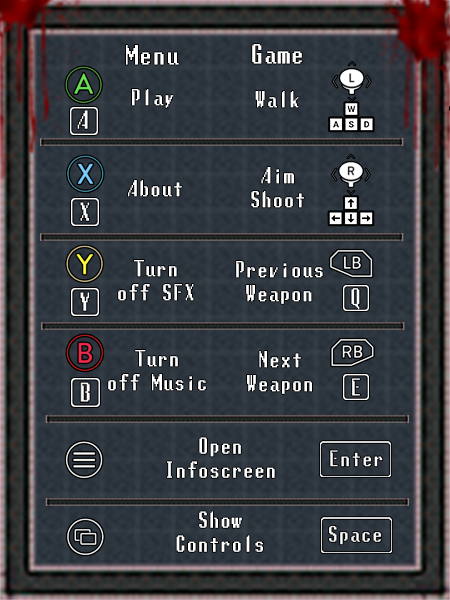 Menu Game
A
A
Play Walk
L
W
A S D
X
X
About
Aim
Shoot
R
Y
Y
Turn
off SFX
Previous
Weapon
LB
Q
B
B
Turn
off Music
Next
Weapon
RB
E
Open
Infoscreen
Enter
Show
Controls
Space